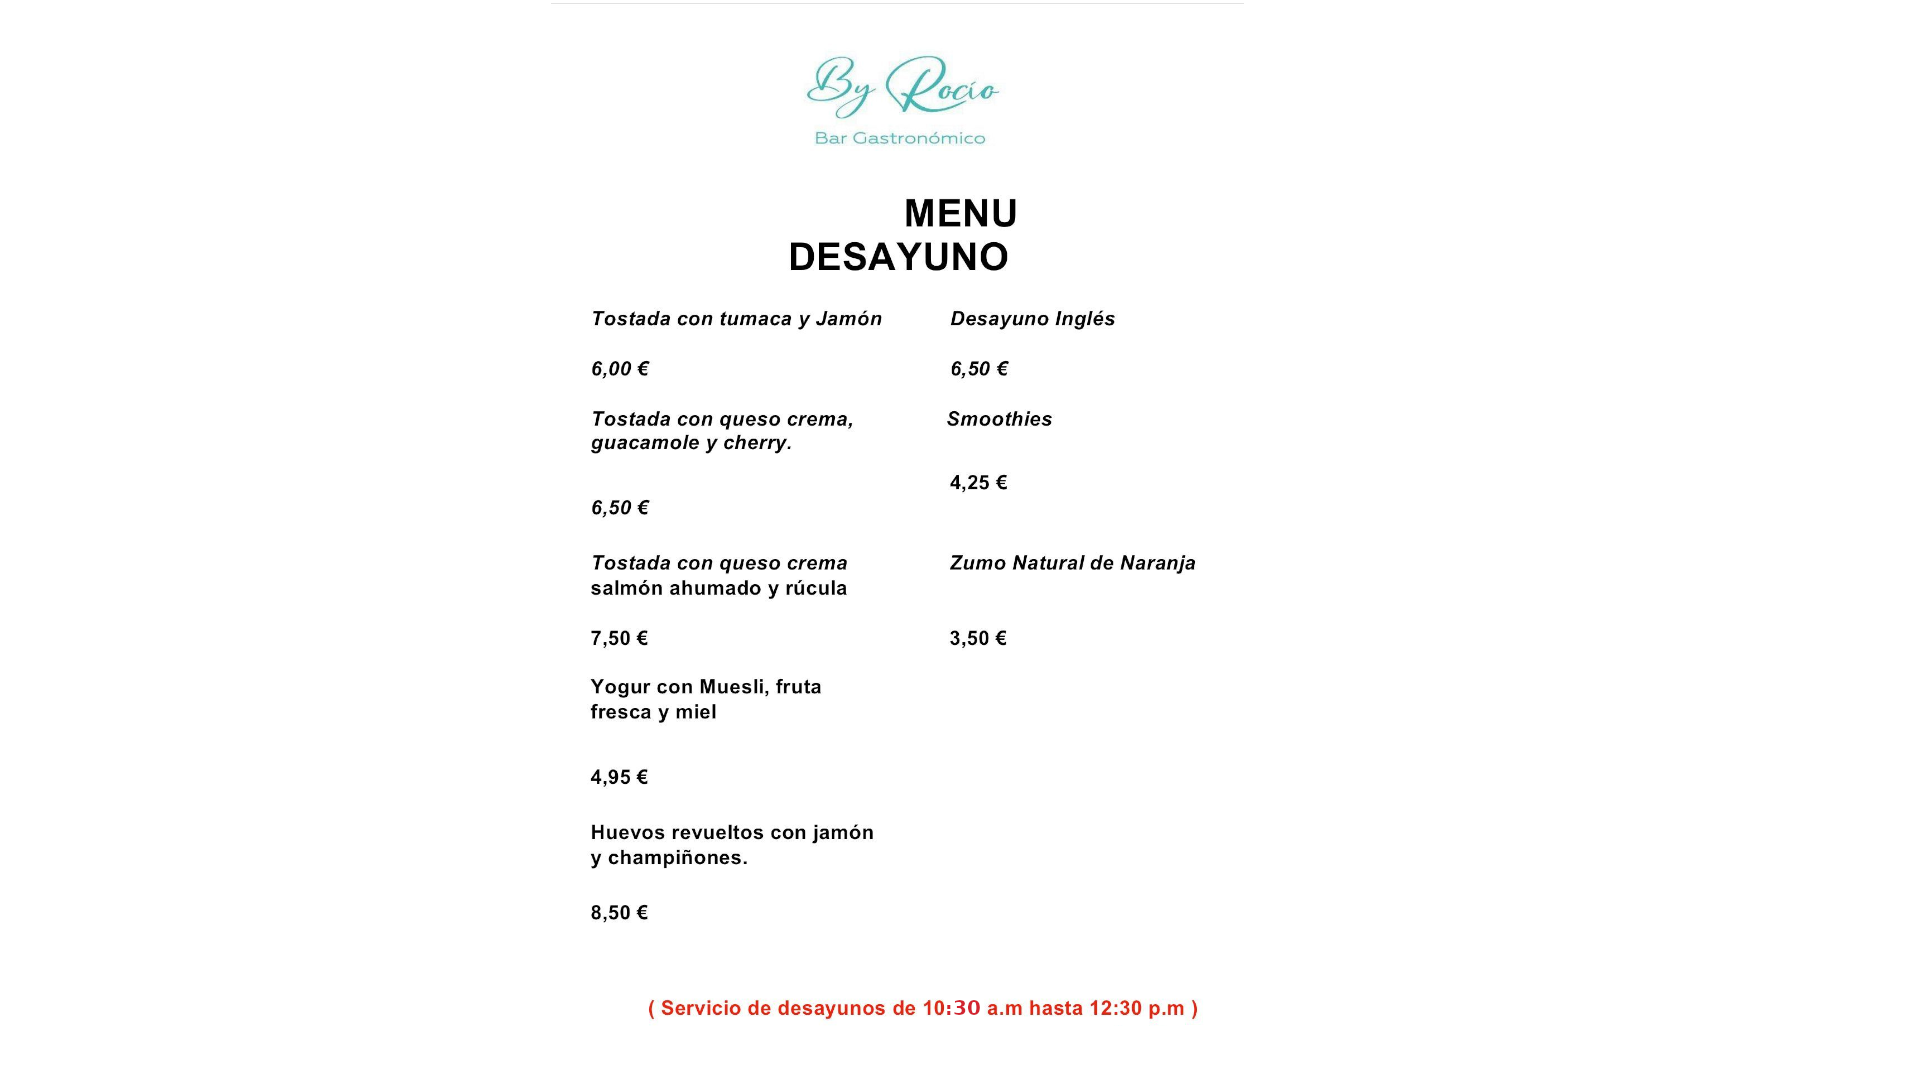 By Rocío
Bar Gastronómico
MENU
DESAYUNO
Tostada con tumaca y Jamón
6,00 €
Tostada con queso crema,
guacamole y cherry.
6,50 €
Tostada con queso crema
salmón ahumado y rúcula
7,50 €
Yogur con Muesli, fruta
fresca y miel
4,95 €
Huevos revueltos con jamón
y champiñones.
8,50 €
Desayuno Inglés
6,50 €
Smoothies
4,25 €
Zumo Natural de Naranja
3,50 €
( Servicio de desayunos de 10:30 a.m hasta 12:30 p.m )